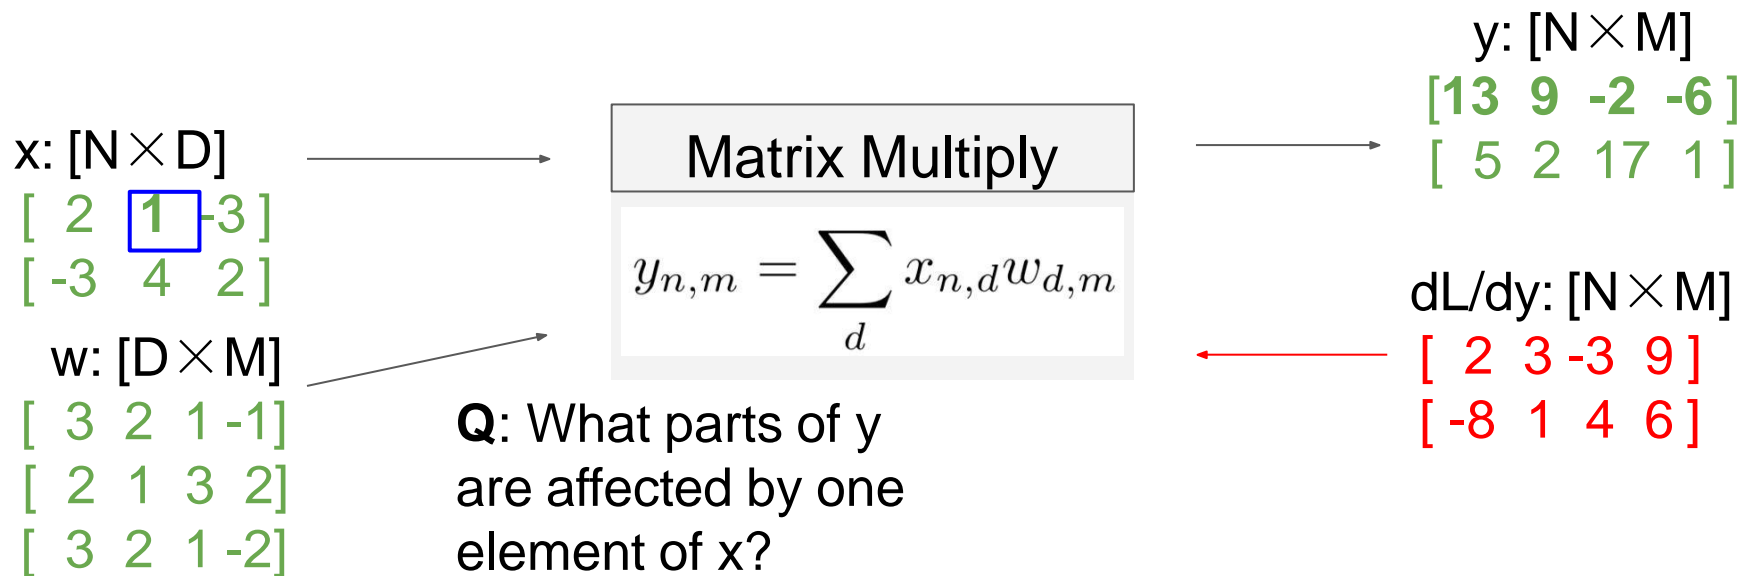 x: [N×D]
[ 2 1 -3 ]
[ -3 4 2 ]
w: [D×M]
[ 3 2 1 -1]
[ 2 1 3 2]
[ 3 2 1 -2]
Matrix Multiply
y_{n,m} = \sum_{d} x_{n,d} w_{d,m}
Q: What parts of y
are affected by one
element of x?
y: [N×M]
[13 9 -2 -6 ]
[ 5 2 17 1 ]
dL/dy: [N×M]
[ 2 3 -3 9 ]
[ -8 1 4 6 ]